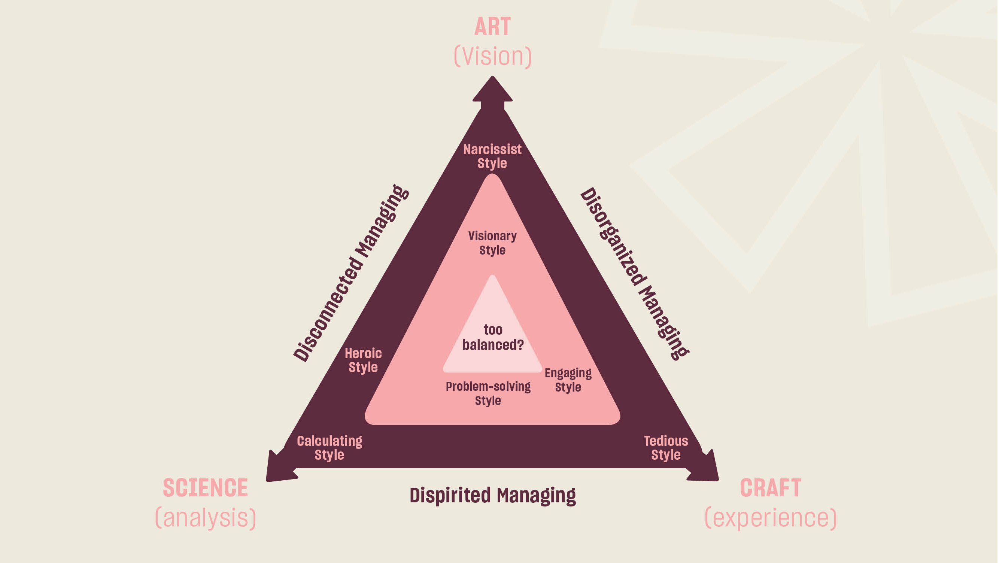 ART
(Vision)
Narcissist
Style
Disconnected Managing
Disorganized Managing
Visionary
Style
too
balanced?
Heroic
Style
Engaging
Style
Problem-solving
Style
Calculating
Style
Tedious
Style
SCIENCE
(analysis)
Dispirited Managing
CRAFT
(experience)